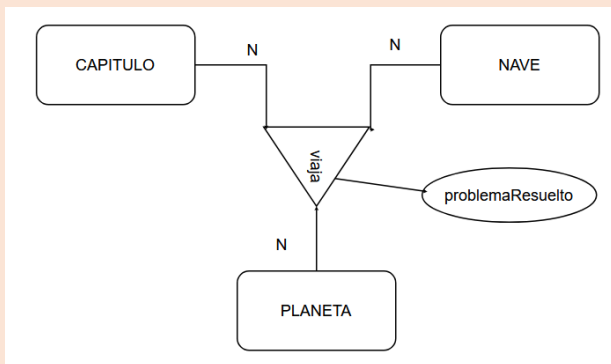 CAPITULO
N
N
NAVE
viaja
problemaResuelto
N
PLANETA